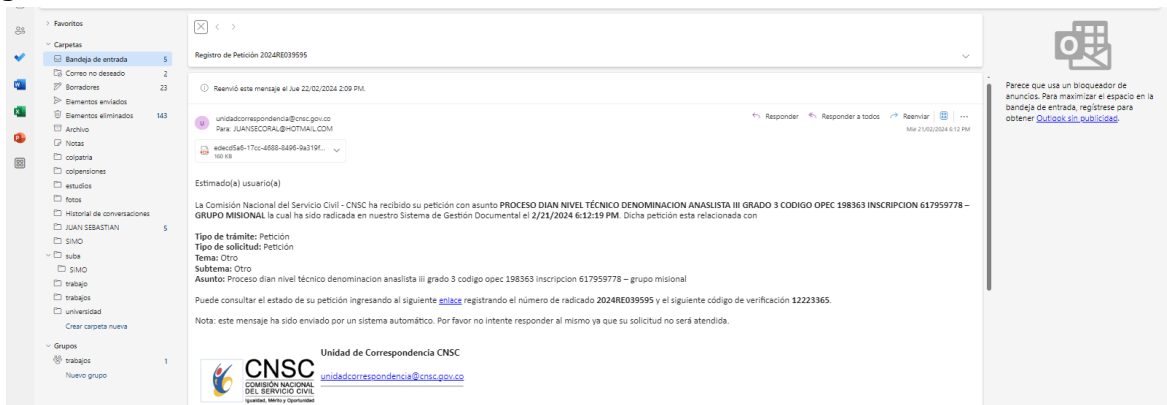 Favoritos
Carpetas
Bandeja de entrada 5
Correo no deseado 2
Borradores 23
Elementos enviados
Elementos eliminados 143
Archivo
Notas
colpatria
colpensiones
estudios
fotos
Historial de conversaciones
JUAN SEBASTIAN 5
SIMO
suba
SIMO
trabajo
trabajos
universidad
Crear carpeta nueva
Grupos
trabajos 1
Nuevo grupo
Registro de Petición 2024RE039595
Reenvió este mensaje el Jue 22/02/2024 2:09 PM.
unidadcorrespondencia@cnsc.gov.co
Para: JUANSECORAL@HOTMAIL.COM
Responder Responder a todos Reenviar
Mié 21/02/2024 6:12 PM
edecd5a6-17cc-4688-8496-9a319f...
160 KB
Estimado(a) usuario(a)
La Comisión Nacional del Servicio Civil - CNSC ha recibido su petición con asunto PROCESO DIAN NIVEL TÉCNICO DENOMINACION ANASLISTA III GRADO 3 CODIGO OPEC 198363 INSCRIPCION 617959778 –
GRUPO MISIONAL la cual ha sido radicada en nuestro Sistema de Gestión Documental el 2/21/2024 6:12:19 PM. Dicha petición esta relacionada con
Tipo de trámite: Petición
Tipo de solicitud: Petición
Tema: Otro
Subtema: Otro
Asunto: Proceso dian nivel técnico denominacion anaslista iii grado 3 codigo opec 198363 inscripcion 617959778 – grupo misional
Puede consultar el estado de su petición ingresando al siguiente enlace registrando el número de radicado 2024RE039595 y el siguiente código de verificación 12223365.
Nota: este mensaje ha sido enviado por un sistema automático. Por favor no intente responder al mismo ya que su solicitud no será atendida.
Unidad de Correspondencia CNSC
unidadcorrespondencia@cnsc.gov.co
CNSC
COMISIÓN NACIONAL
DEL SERVICIO CIVIL
Igualdad, Mérito y Oportunidad
Parece que usa un bloqueador de
anuncios. Para maximizar el espacio en la
bandeja de entrada, regístrese para
obtener Outlook sin publicidad.